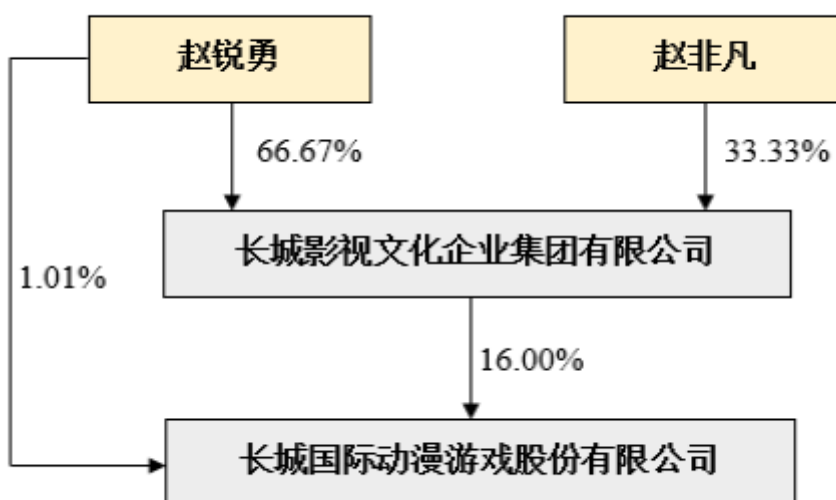 赵锐勇
赵非凡
66.67%
33.33%
长城影视文化企业集团有限公司
1.01%
16.00%
长城国际动漫游戏股份有限公司